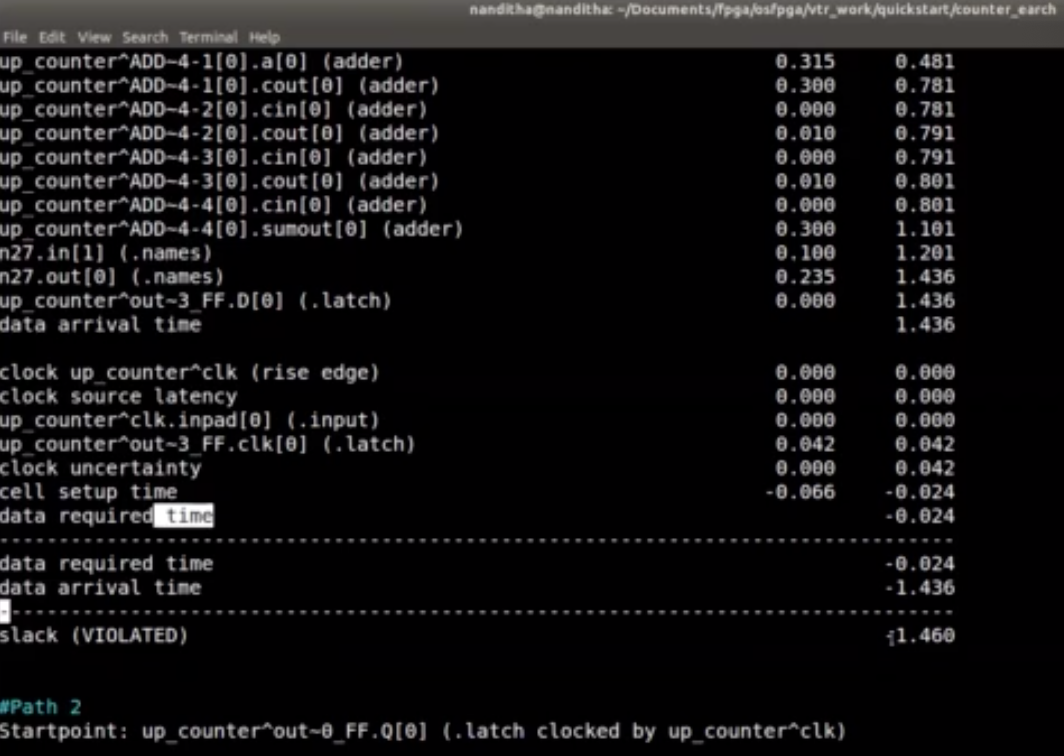 nanditha@nanditha: ~/Documents/fpga/osfpga/vtr_work/quickstart/counter_earch
File Edit View Search Terminal Help
up_counter^ADD~4-1[0].a[0] (adder) 0.315 0.481
up_counter^ADD~4-1[0].cout[0] (adder) 0.300 0.781
up_counter^ADD~4-2[0].cin[0] (adder) 0.000 0.781
up_counter^ADD~4-2[0].cout[0] (adder) 0.010 0.791
up_counter^ADD~4-3[0].cin[0] (adder) 0.000 0.791
up_counter^ADD~4-3[0].cout[0] (adder) 0.010 0.801
up_counter^ADD~4-4[0].cin[0] (adder) 0.000 0.801
up_counter^ADD~4-4[0].sumout[0] (adder) 0.300 1.101
n27.in[1] (.names) 0.100 1.201
n27.out[0] (.names) 0.235 1.436
up_counter^out~3_FF.D[0] (.latch) 0.000 1.436
data arrival time 1.436
clock up_counter^clk (rise edge) 0.000 0.000
clock source latency 0.000 0.000
up_counter^clk.inpad[0] (.input) 0.000 0.000
up_counter^out~3_FF.clk[0] (.latch) 0.042 0.042
clock uncertainty 0.000 0.042
cell setup time -0.066 -0.024
data required time -0.024
--------------------------------------------------------------------------------
data required time -0.024
data arrival time -1.436
--------------------------------------------------------------------------------
slack (VIOLATED) -1.460
#Path 2
Startpoint: up_counter^out~0_FF.Q[0] (.latch clocked by up_counter^clk)